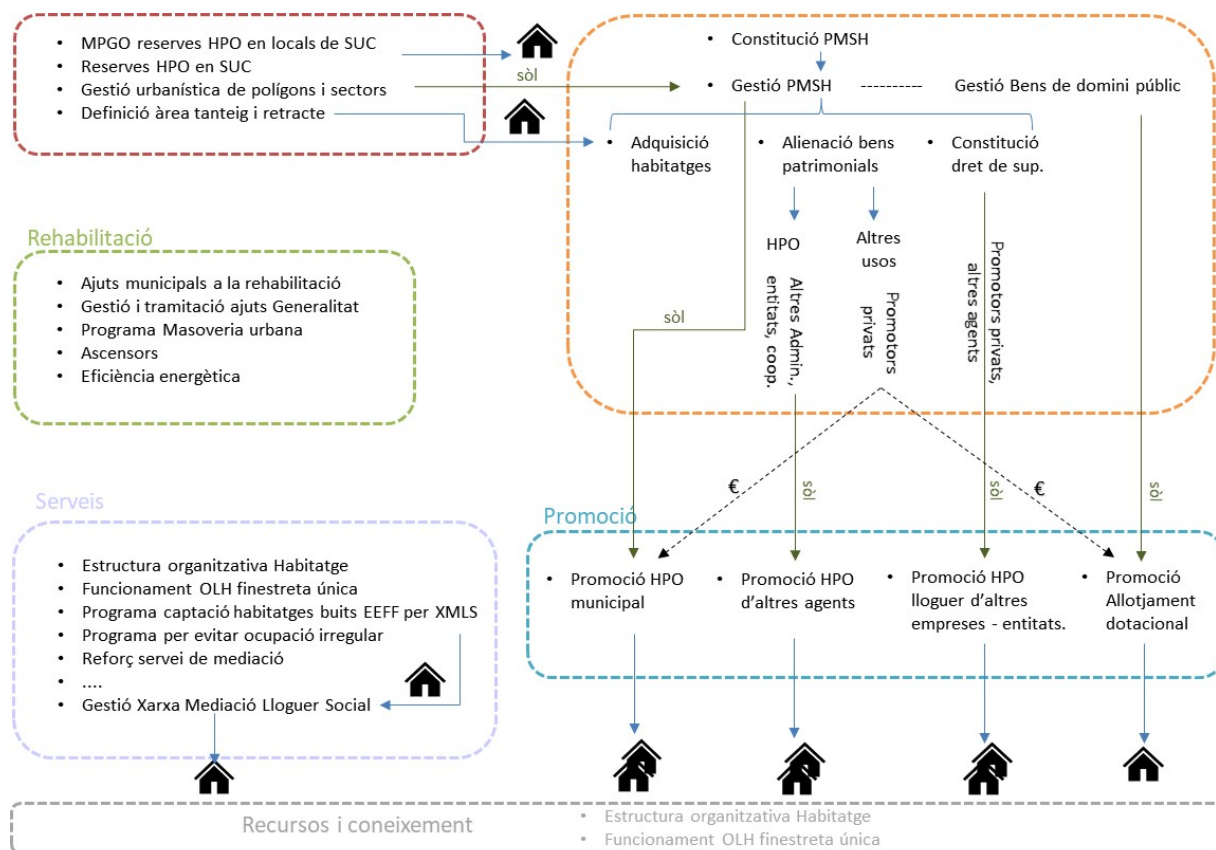 • MPGO reserves HPO en locals de SUC
• Reserves HPO en SUC
• Gestió urbanística de polígons i sectors
• Definició àrea tanteig i retracte
sòl
• Constitució PMSH
• Gestió PMSH ---------- Gestió Bens de domini públic
• Adquisició
habitatges
• Alienació bens
patrimonials
• Constitució
dret de sup.
HPO
Altres
usos
Altres Admin.,
entitats, coop.
Promotors
privats
Promotors privats,
altres agents
sòl
Rehabilitació
• Ajuts municipals a la rehabilitació
• Gestió i tramitació ajuts Generalitat
• Programa Masoveria urbana
• Ascensors
• Eficiència energètica
€
sòl
sòl
€
sòl
Serveis
• Estructura organitzativa Habitatge
• Funcionament OLH finestreta única
• Programa captació habitatges buits EEFF per XMLS
• Programa per evitar ocupació irregular
• Reforç servei de mediació
• ....
• Gestió Xarxa Mediació Lloguer Social
Promoció
• Promoció HPO
municipal
• Promoció HPO
d'altres agents
• Promoció HPO
lloguer d'altres
empreses - entitats.
• Promoció
Allotjament
dotacional
Recursos i coneixement
• Estructura organitzativa Habitatge
• Funcionament OLH finestreta única